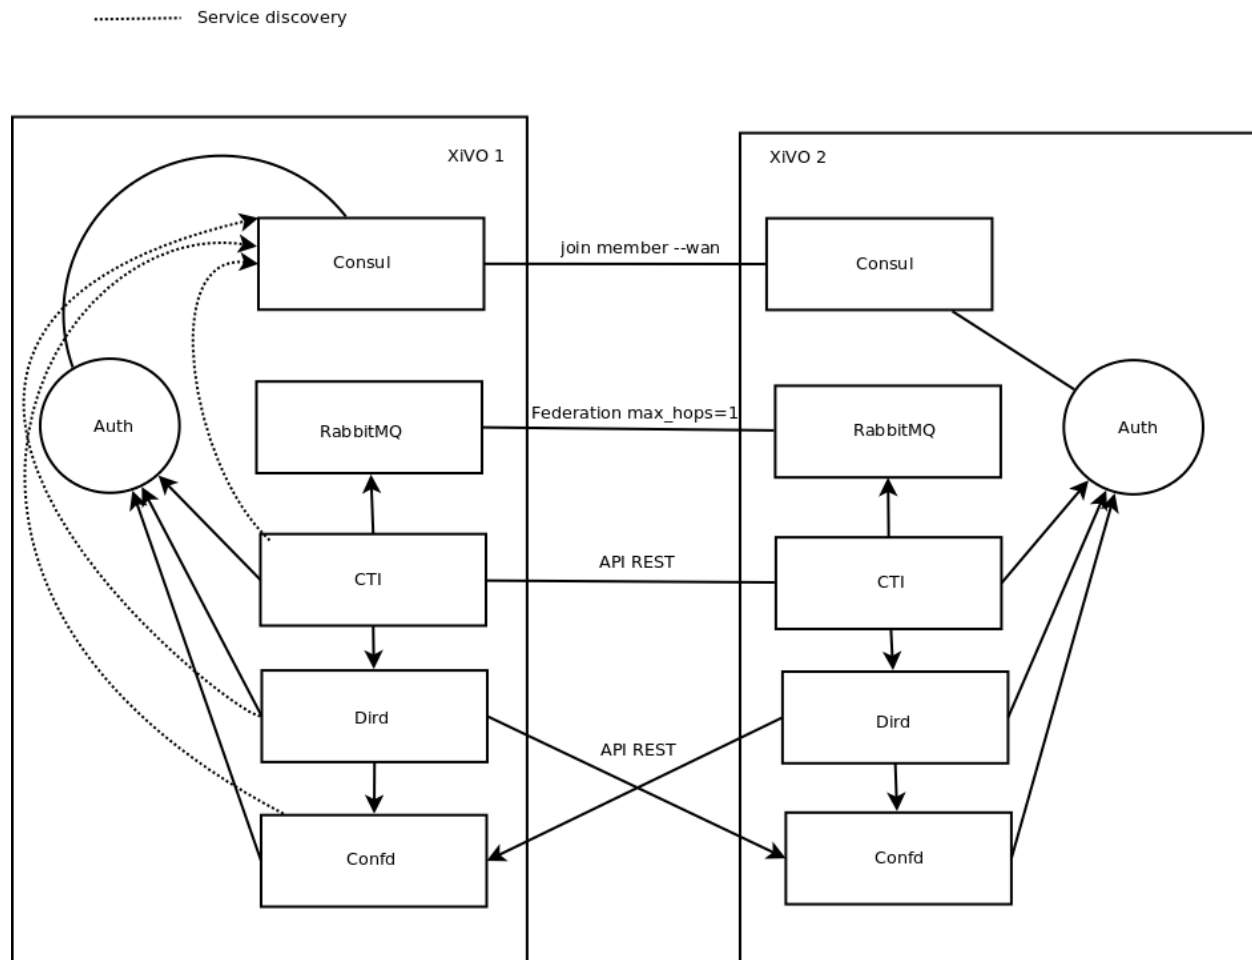 Service discovery
XiVO 1
XiVO 2
Consul
join member --wan
Consul
Auth
RabbitMQ
Federation max_hops=1
RabbitMQ
Auth
CTI
API REST
CTI
Dird
API REST
Dird
Confd
Confd